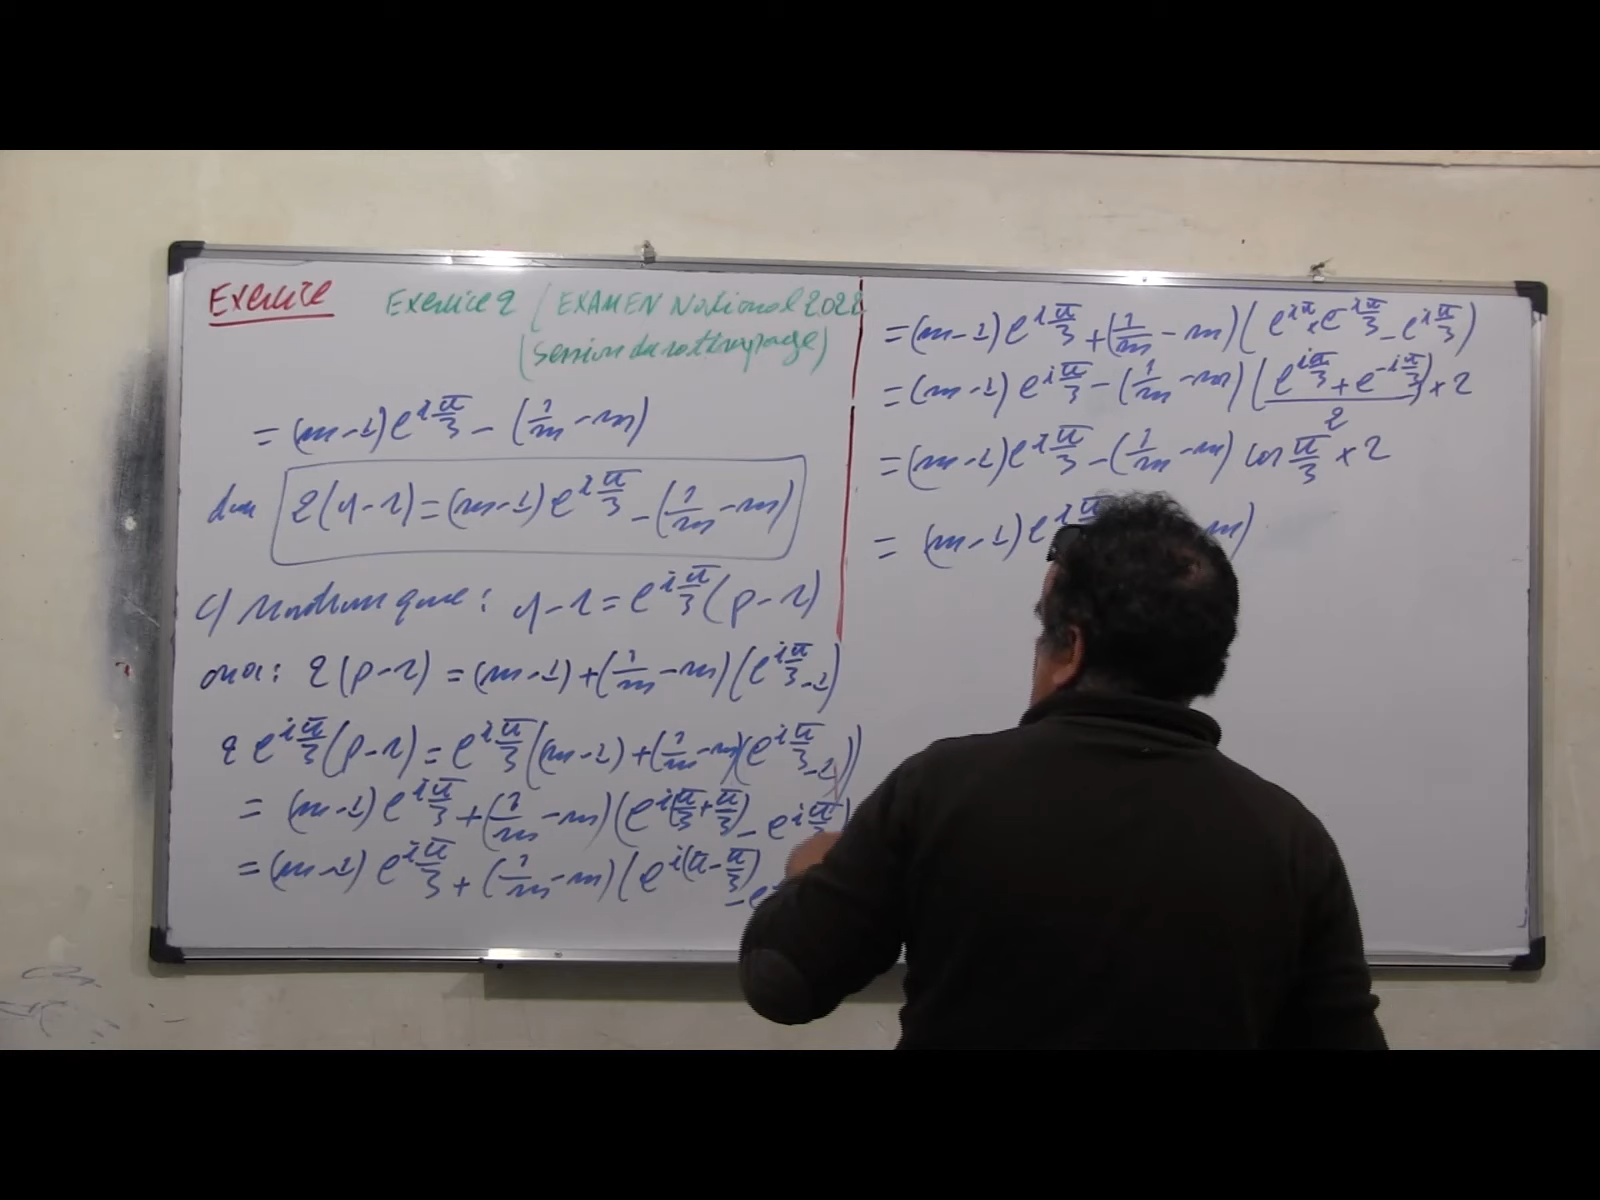 Exercice
Exercice 2 (EXAMEN National 2022
(Session de rattrapage)
= (m-1)e^{iπ/3} - (1/m - m)
donc 2(q-r) = (m-1)e^{iπ/3} - (1/m - m)
c/ Montrons que : q-r = e^{iπ/3}(p-r)
on a : 2(p-r) = (m-1) + (1/m - m)(e^{iπ/3} - 1)
2e^{iπ/3}(p-r) = e^{iπ/3}((m-1) + (1/m - m)(e^{iπ/3} - 1))
= (m-1)e^{iπ/3} + (1/m - m)(e^{i(π/3+π/3)} - e^{iπ/3})
= (m-1)e^{iπ/3} + (1/m - m)(e^{i(π-π/3)} - e
= (m-1)e^{iπ/3} + (1/m - m)(e^{iπ} × e^{-iπ/3} - e^{iπ/3})
= (m-1)e^{iπ/3} - (1/m - m)((e^{iπ/3} + e^{-iπ/3})/2) × 2
= (m-1)e^{iπ/3} - (1/m - m) cos π/3 × 2
= (m-1)e^{iπ m)